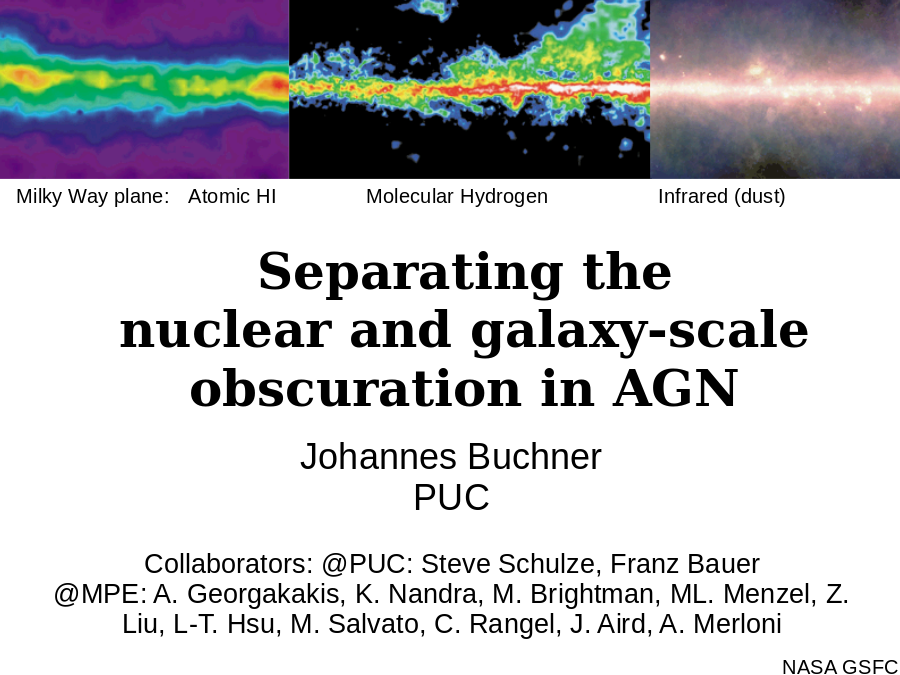 Milky Way plane: Atomic HI Molecular Hydrogen Infrared (dust)
Separating the
nuclear and galaxy-scale
obscuration in AGN
Johannes Buchner
PUC
Collaborators: @PUC: Steve Schulze, Franz Bauer
@MPE: A. Georgakakis, K. Nandra, M. Brightman, ML. Menzel, Z.
Liu, L-T. Hsu, M. Salvato, C. Rangel, J. Aird, A. Merloni
NASA GSFC